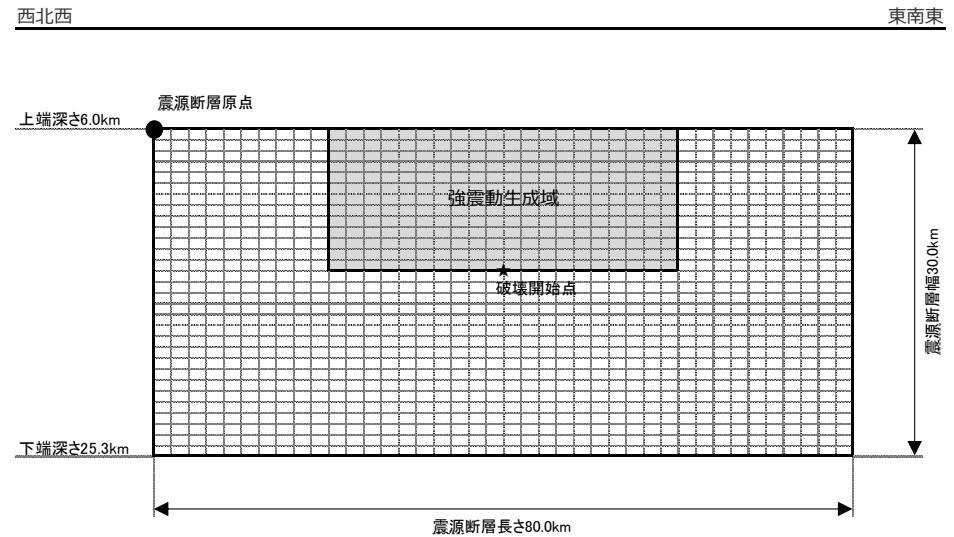 西北西
東南東
震源断層原点
上端深さ6.0km
強震動生成域
破壊開始点
震源断層幅30.0km
下端深さ25.3km
震源断層長さ80.0km